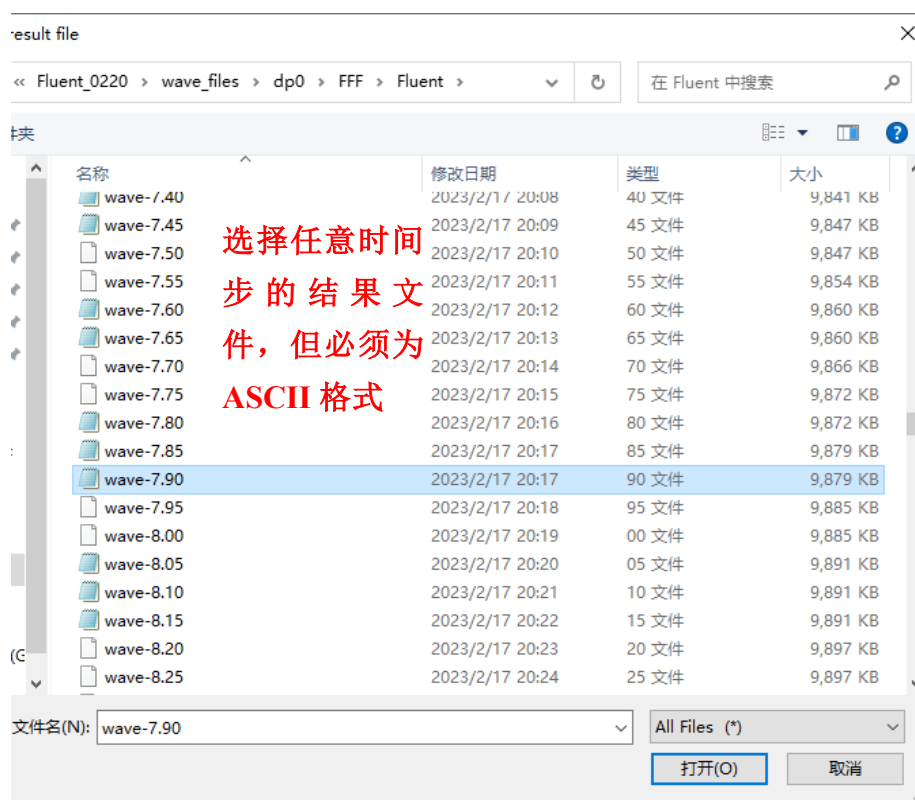 result file
« Fluent_0220 › wave_files › dp0 › FFF › Fluent ›
在 Fluent 中搜索
件夹
名称 修改日期 类型 大小
wave-7.40 2023/2/17 20:08 40 文件 9,841 KB
wave-7.45 2023/2/17 20:09 45 文件 9,847 KB
wave-7.50 2023/2/17 20:10 50 文件 9,847 KB
wave-7.55 2023/2/17 20:11 55 文件 9,854 KB
wave-7.60 2023/2/17 20:12 60 文件 9,860 KB
wave-7.65 2023/2/17 20:13 65 文件 9,860 KB
wave-7.70 2023/2/17 20:14 70 文件 9,866 KB
wave-7.75 2023/2/17 20:15 75 文件 9,872 KB
wave-7.80 2023/2/17 20:16 80 文件 9,872 KB
wave-7.85 2023/2/17 20:17 85 文件 9,879 KB
wave-7.90 2023/2/17 20:17 90 文件 9,879 KB
wave-7.95 2023/2/17 20:18 95 文件 9,885 KB
wave-8.00 2023/2/17 20:19 00 文件 9,885 KB
wave-8.05 2023/2/17 20:20 05 文件 9,891 KB
wave-8.10 2023/2/17 20:21 10 文件 9,891 KB
wave-8.15 2023/2/17 20:22 15 文件 9,891 KB
wave-8.20 2023/2/17 20:23 20 文件 9,897 KB
wave-8.25 2023/2/17 20:24 25 文件 9,897 KB
选择任意时间
步的结果文
件，但必须为
ASCII 格式
(G
文件名(N): wave-7.90 All Files (*)
打开(O) 取消